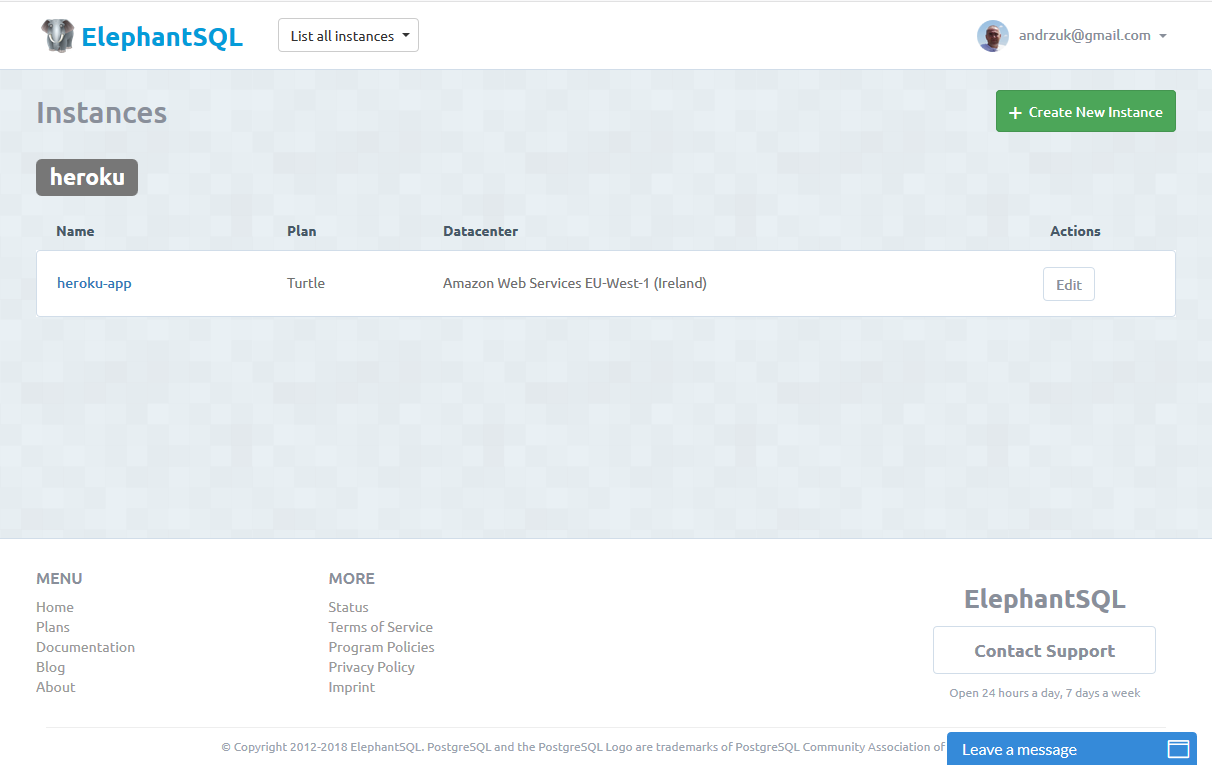 ElephantSQL
List all instances
andrzuk@gmail.com
Instances
+ Create New Instance
heroku
Name Plan Datacenter Actions
heroku-app Turtle Amazon Web Services EU-West-1 (Ireland) Edit
MENU
Home
Plans
Documentation
Blog
About
MORE
Status
Terms of Service
Program Policies
Privacy Policy
Imprint
ElephantSQL
Contact Support
Open 24 hours a day, 7 days a week
© Copyright 2012-2018 ElephantSQL. PostgreSQL and the PostgreSQL Logo are trademarks of PostgreSQL Community Association of
Leave a message